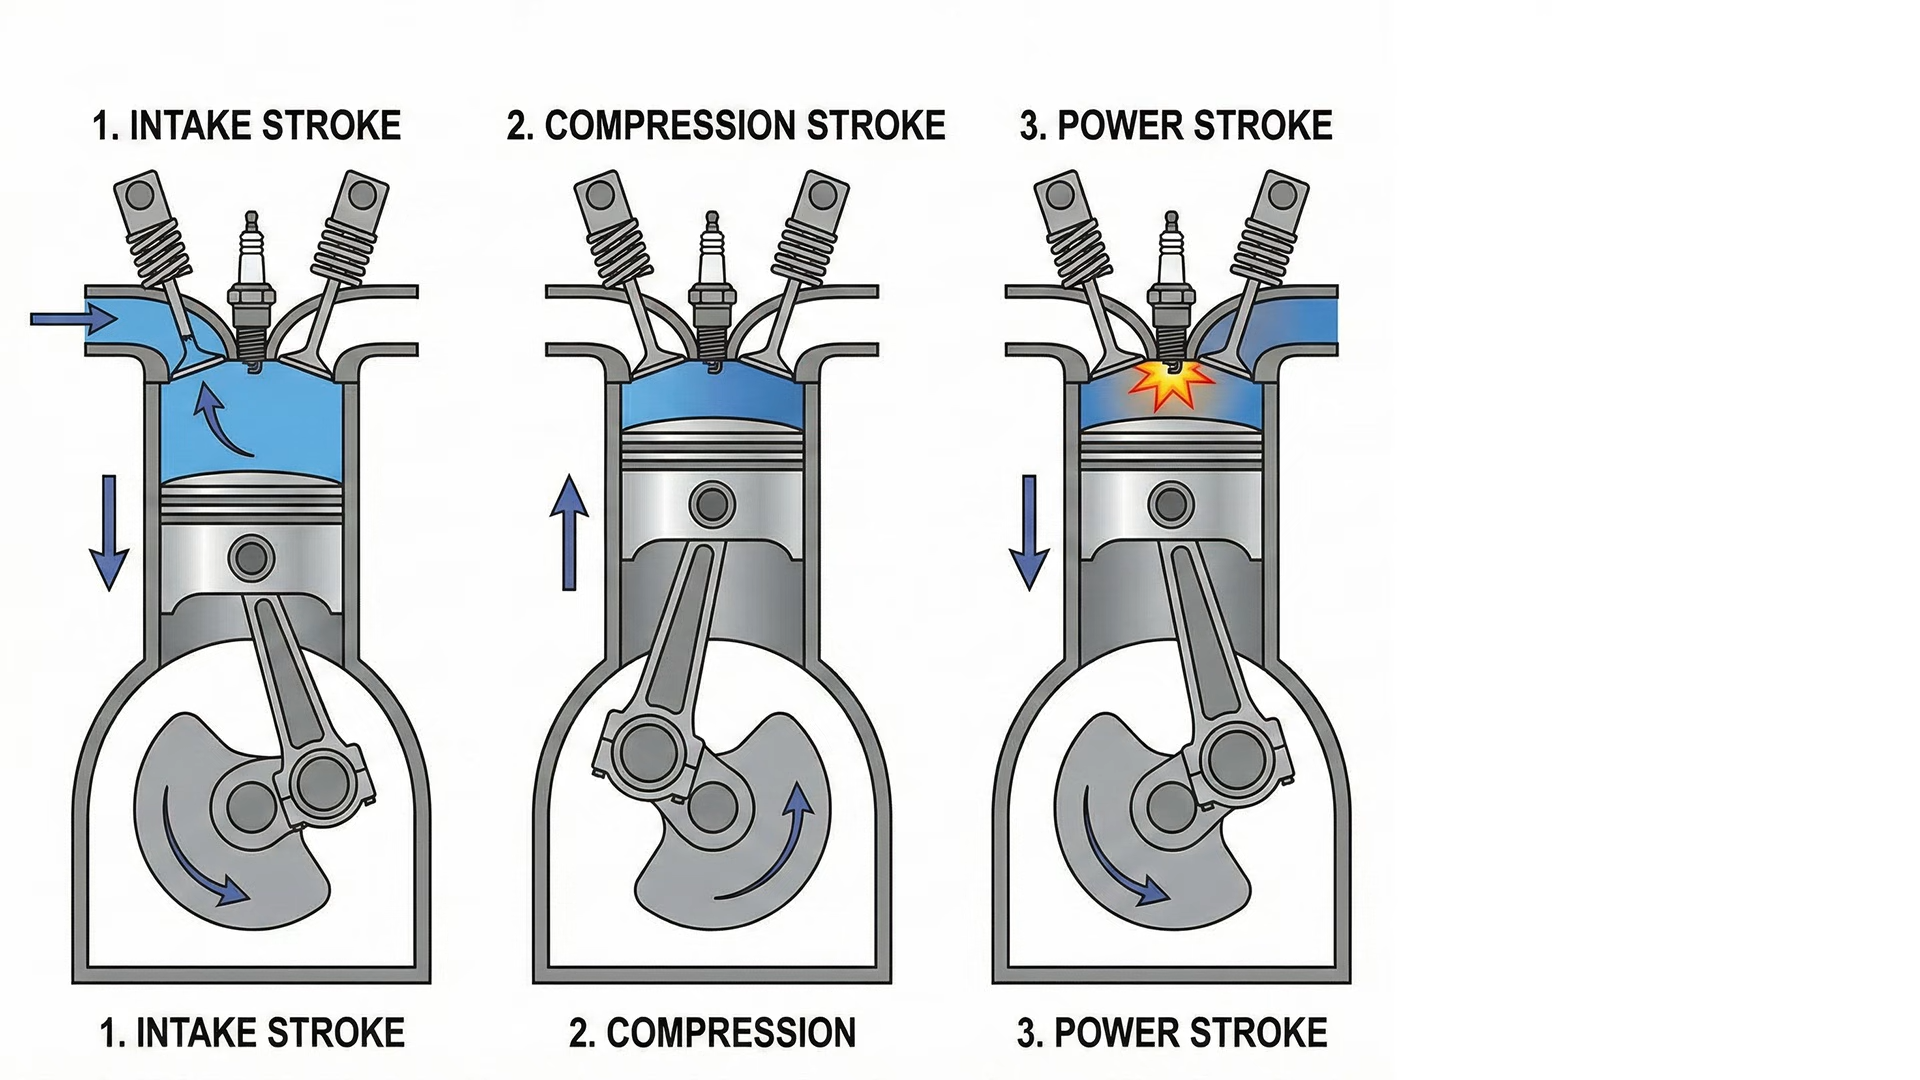 1. INTAKE STROKE
2. COMPRESSION STROKE
3. POWER STROKE
1. INTAKE STROKE
2. COMPRESSION
3. POWER STROKE